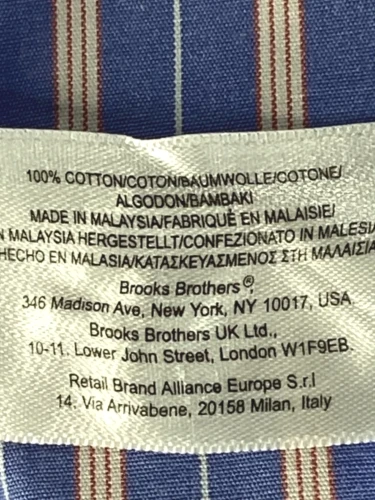 100% COTTON/COTON/BAUMWOLLE/COTONE/
ALGODON/BAMBAKI
MADE IN MALAYSIA/FABRIQUÉ EN MALAISIE/
N MALAYSIA HERGESTELLT/CONFEZIONATO IN MALESIA
HECHO EN MALASIA/ΚΑΤΑΣΚΕΥΑΣΜΕΝΟΣ ΣΤΗ ΜΑΛΑΙΣΙΑ
Brooks Brothers®,
346 Madison Ave, New York, NY 10017, USA
Brooks Brothers UK Ltd.,
10-11. Lower John Street, London W1F9EB.
Retail Brand Alliance Europe S.r.l
14. Via Arrivabene, 20158 Milan, Italy